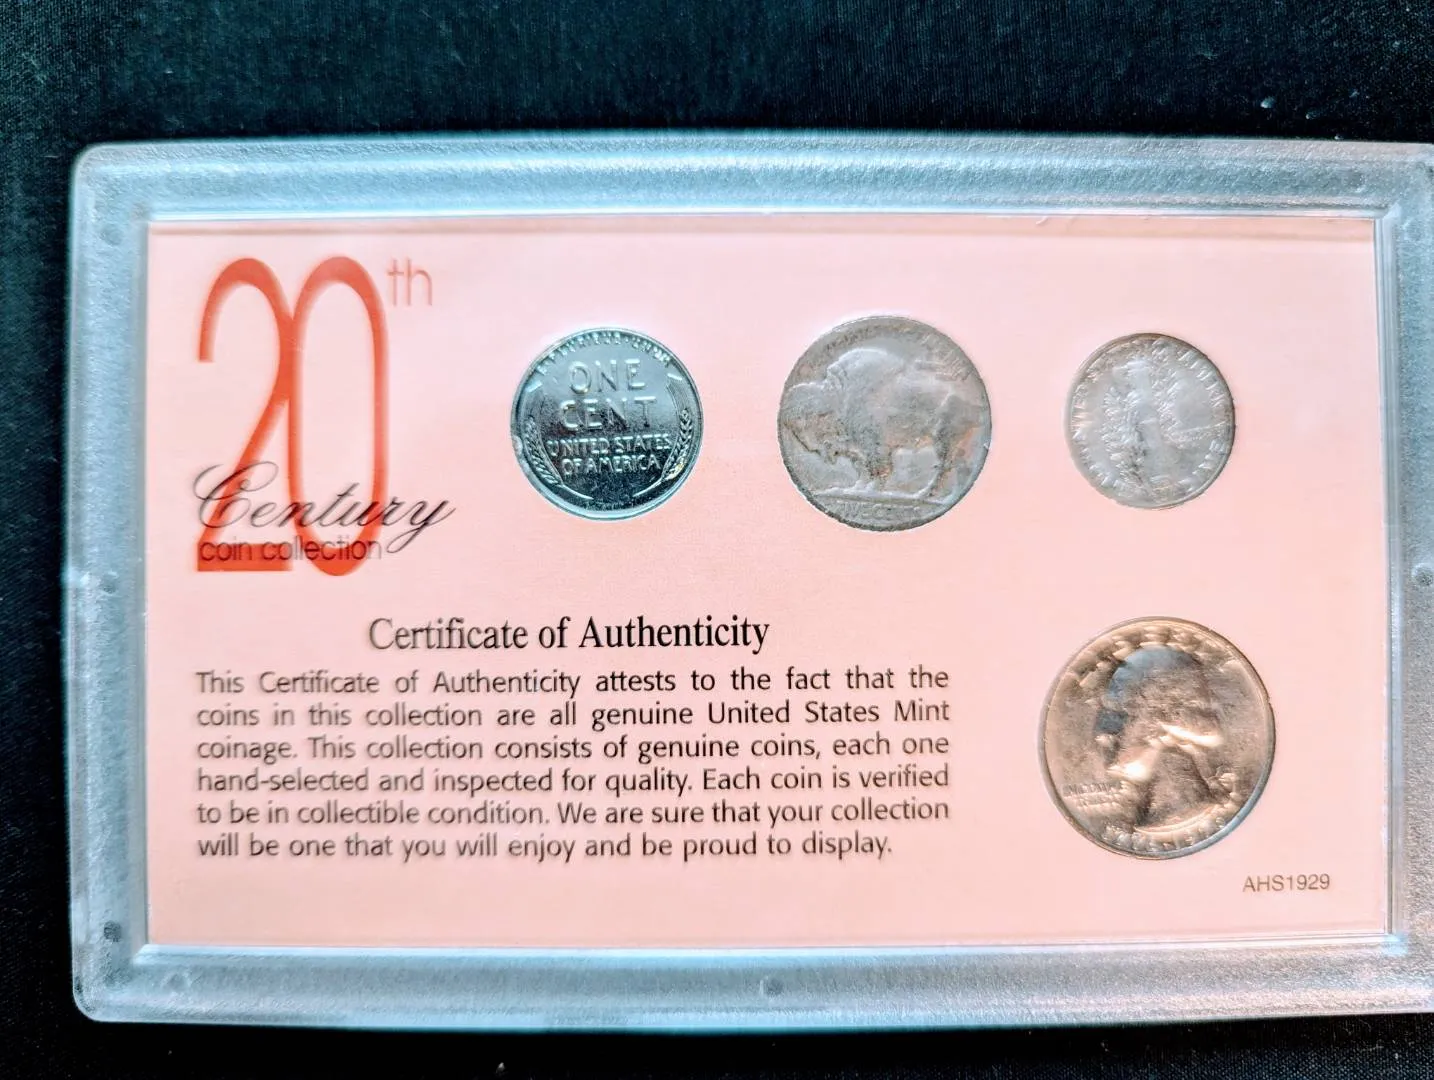 20th
Century
coin collection
E·PLURIBUS·UNUM
ONE
CENT
UNITED STATES
OF AMERICA
FIVE CENTS
Certificate of Authenticity
This Certificate of Authenticity attests to the fact that the
coins in this collection are all genuine United States Mint
coinage. This collection consists of genuine coins, each one
hand-selected and inspected for quality. Each coin is verified
to be in collectible condition. We are sure that your collection
will be one that you will enjoy and be proud to display.
AHS1929